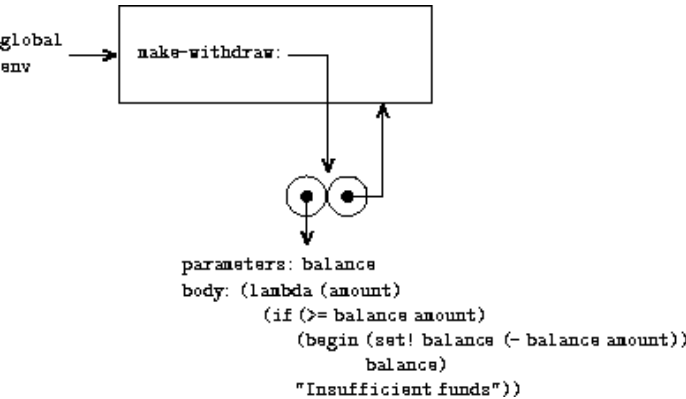 global
env
make-withdraw:
parameters: balance
body: (lambda (amount)
(if (>= balance amount)
(begin (set! balance (- balance amount))
balance)
"Insufficient funds"))